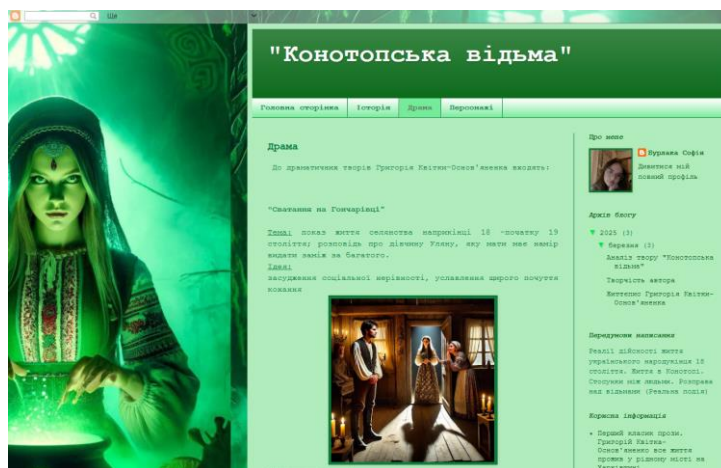 Ще
"Конотопська відьма"
Головна сторінка Історія Драма Персонажі
Драма
До драматичних творів Григорія Квітки-Основ'яненка входять:
"Сватання на Гончарівці"
Тема: показ життя селянства наприкінці 18 -початку 19
століття; розповідь про дівчину Уляну, яку мати має намір
видати заміж за багатого.
Ідея:
засудження соціальної нерівності, уславлення щирого почуття
кохання
Про мене
Бурлака Софія
Дивитися мій
повний профіль
Архів блогу
▼ 2025 (3)
▼ березня (3)
Аналіз твору "Конотопська
відьма"
Творчість автора
Життєпис Григорія Квітки-
Основ'яненка
Передумови написання
Реалії дійсності життя
українського народу кінця 18
століття. Життя в Конотопі.
Стосунки між людьми. Розправа
над відьмами (Реальна подія)
Корисна інформація
Перший класик прози.
Григорій Квітка-
Основ'яненко все життя
прожив у рідному місті на